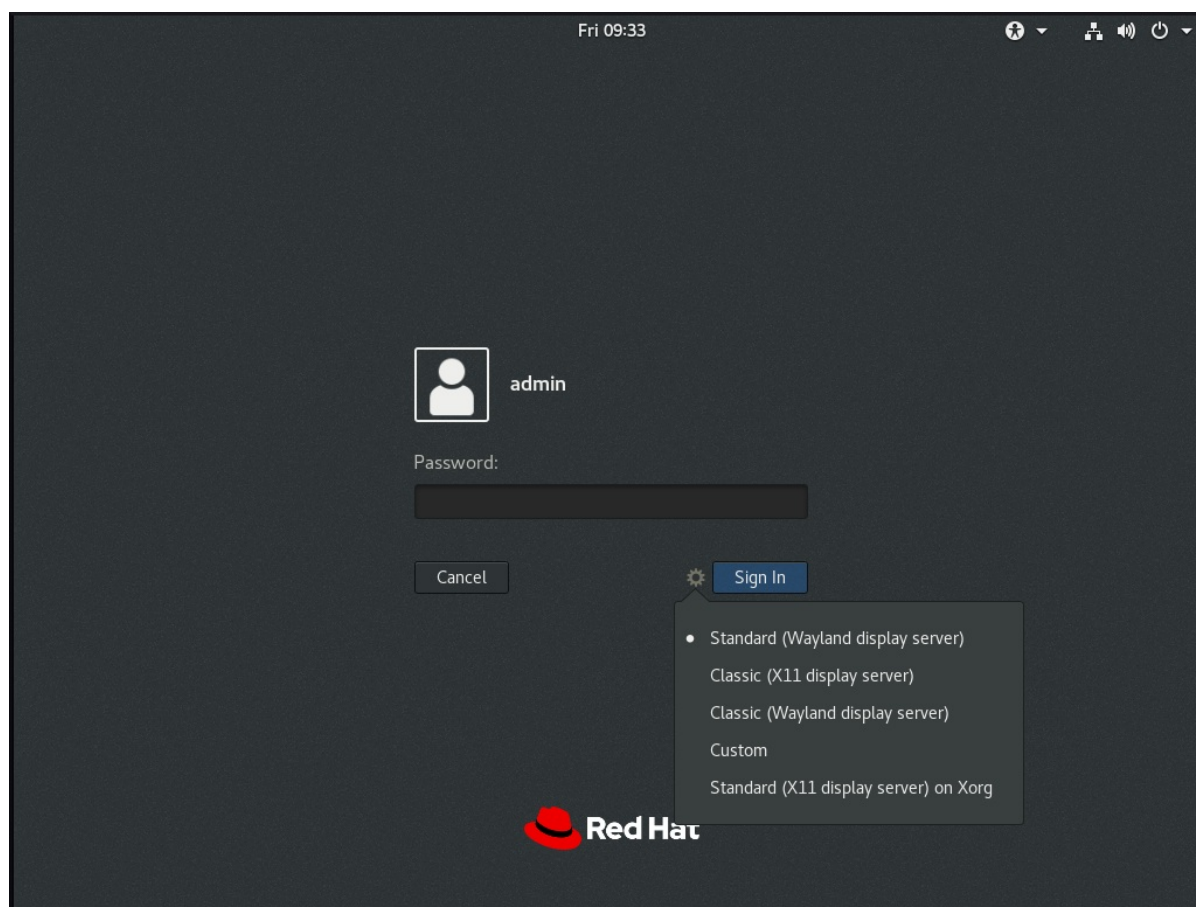 Fri 09:33
admin
Password:
Cancel
Sign In
Standard (Wayland display server)
Classic (X11 display server)
Classic (Wayland display server)
Custom
Standard (X11 display server) on Xorg
Red Hat